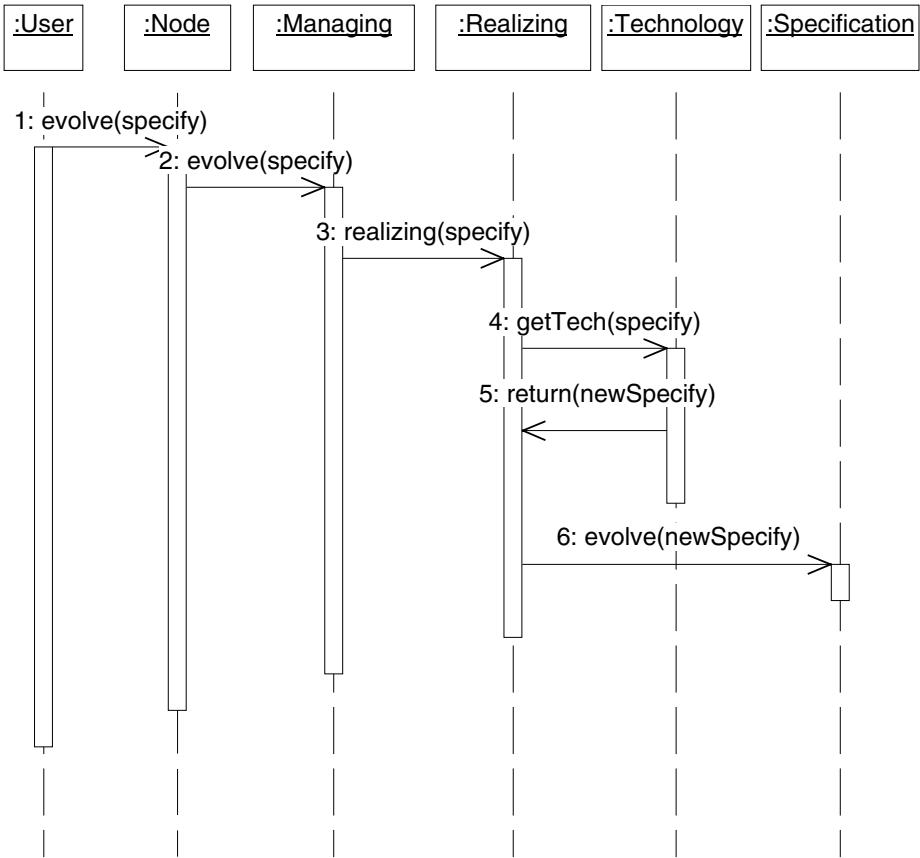 :User
:Node
:Managing
:Realizing
:Technology
:Specification
1: evolve(specify)
2: evolve(specify)
3: realizing(specify)
4: getTech(specify)
5: return(newSpecify)
6: evolve(newSpecify)